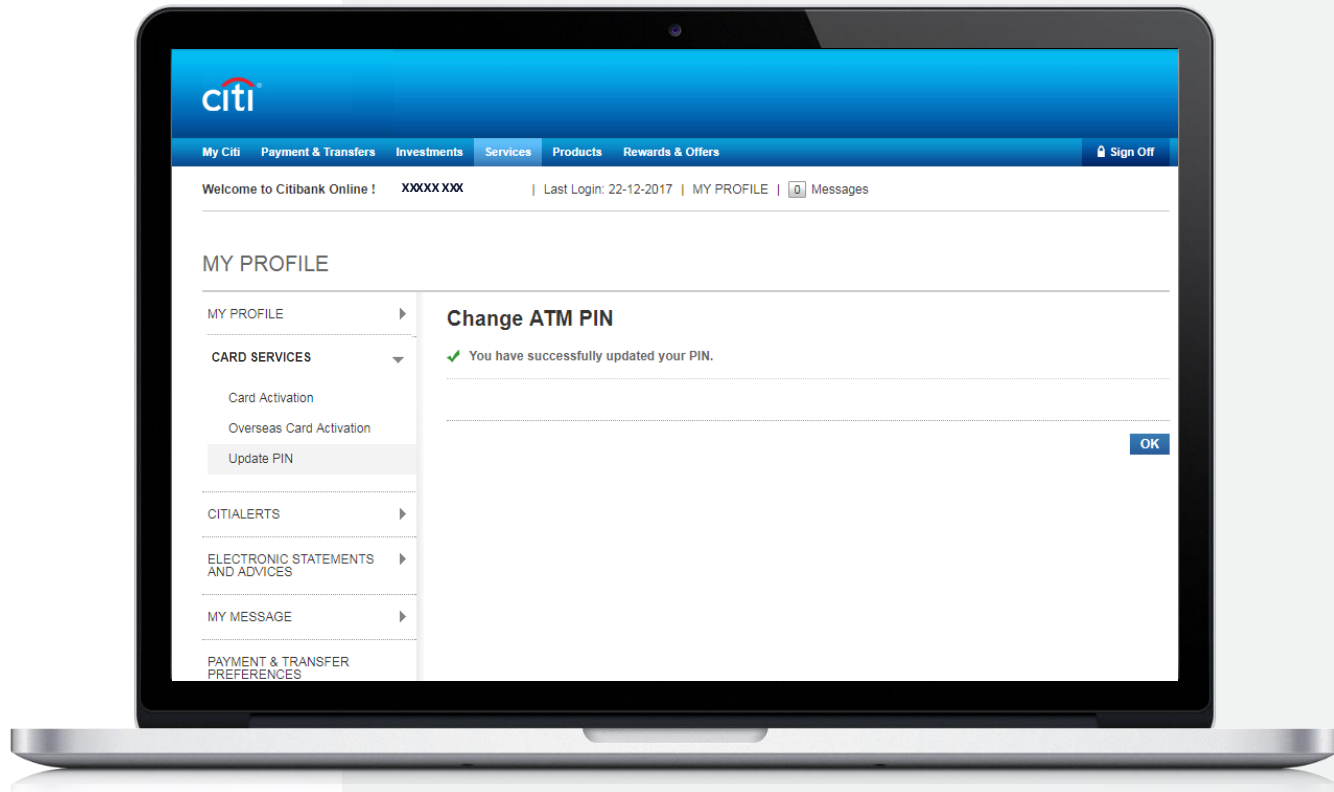 citi
My Citi Payment & Transfers Investments Services Products Rewards & Offers Sign Off
Welcome to Citibank Online ! XXXXX XXX | Last Login: 22-12-2017 | MY PROFILE | 0 Messages
MY PROFILE
MY PROFILE
CARD SERVICES
Card Activation
Overseas Card Activation
Update PIN
CITIALERTS
ELECTRONIC STATEMENTS
AND ADVICES
MY MESSAGE
PAYMENT & TRANSFER
PREFERENCES
Change ATM PIN
You have successfully updated your PIN.
OK